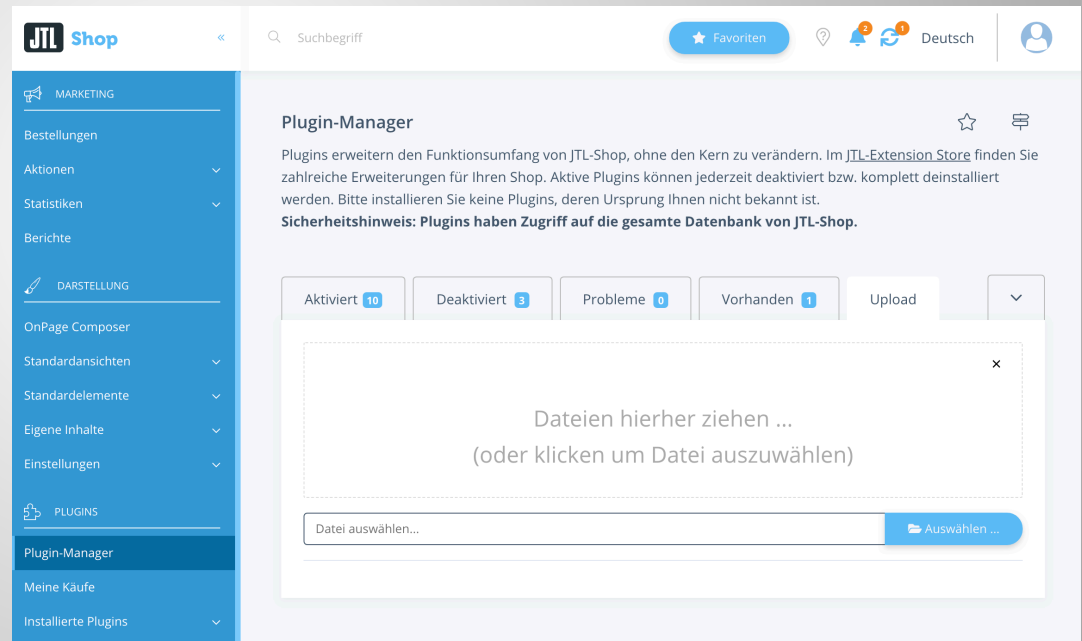 JTL Shop
«
Suchbegriff
Favoriten
2
1
Deutsch
MARKETING
Bestellungen
Aktionen
Statistiken
Berichte
DARSTELLUNG
OnPage Composer
Standardansichten
Standardelemente
Eigene Inhalte
Einstellungen
PLUGINS
Plugin-Manager
Meine Käufe
Installierte Plugins
Plugin-Manager
Plugins erweitern den Funktionsumfang von JTL-Shop, ohne den Kern zu verändern. Im JTL-Extension Store finden Sie
zahlreiche Erweiterungen für Ihren Shop. Aktive Plugins können jederzeit deaktiviert bzw. komplett deinstalliert
werden. Bitte installieren Sie keine Plugins, deren Ursprung Ihnen nicht bekannt ist.
Sicherheitshinweis: Plugins haben Zugriff auf die gesamte Datenbank von JTL-Shop.
Aktiviert 10
Deaktiviert 3
Probleme 0
Vorhanden 1
Upload
×
Dateien hierher ziehen ...
(oder klicken um Datei auszuwählen)
Datei auswählen...
Auswählen ...